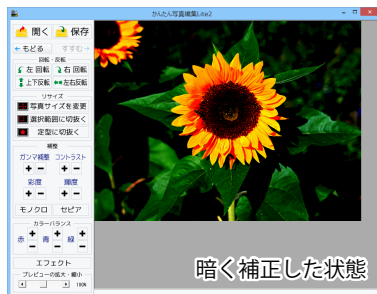 かんたん写真編集Lite2
開く 保存
←もどる すすむ→
回転・反転
左 回転 右 回転
上下反転 左右反転
リサイズ
写真サイズを変更
選択範囲に切抜く
定型に切抜く
補整
ガンマ補整 コントラスト
+ − + −
彩度 輝度
+ − + −
モノクロ セピア
カラーバランス
赤 + − 青 + − 緑 + −
エフェクト
プレビューの拡大・縮小
100%
暗く補正した状態